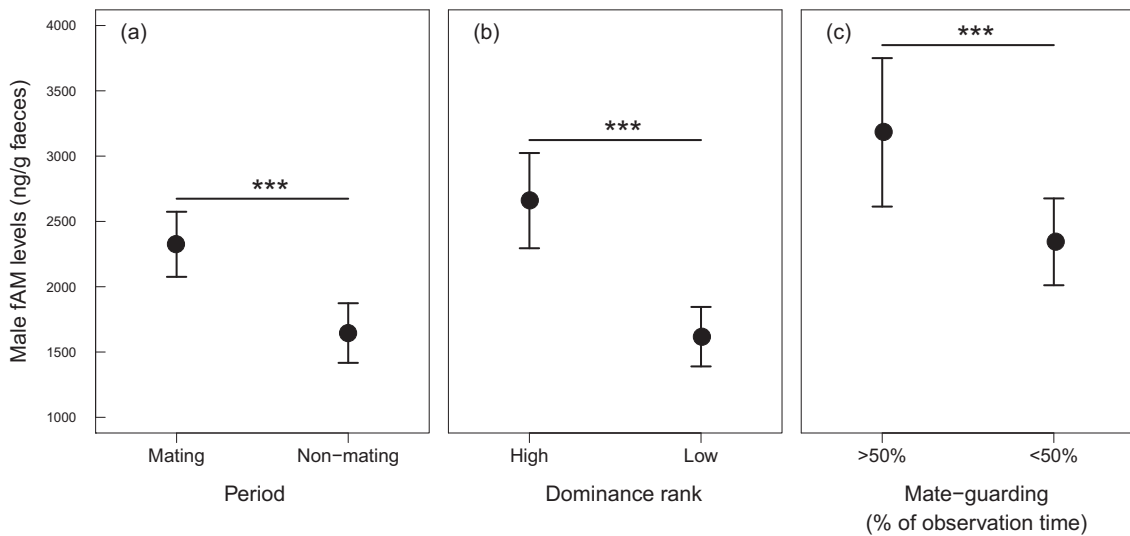 Male fAM levels (ng/g faeces)
4000
3500
3000
2500
2000
1500
1000
(a)
***
Mating Non−mating
Period
(b)
***
High Low
Dominance rank
(c)
***
>50% <50%
Mate−guarding
(% of observation time)